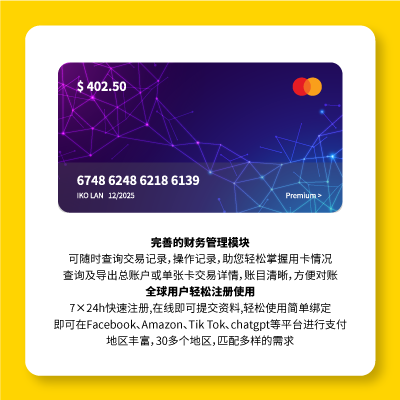 $ 402.50
6748 6248 6218 6139
IKO LAN 12/2025
Premium >
完善的财务管理模块
可随时查询交易记录，操作记录，助您轻松掌握用卡情况
查询及导出总账户或单张卡交易详情，账目清晰，方便对账
全球用户轻松注册使用
7×24h快速注册,在线即可提交资料,轻松使用简单绑定
即可在Facebook、Amazon、Tik Tok、chatgpt等平台进行支付
地区丰富，30多个地区，匹配多样的需求